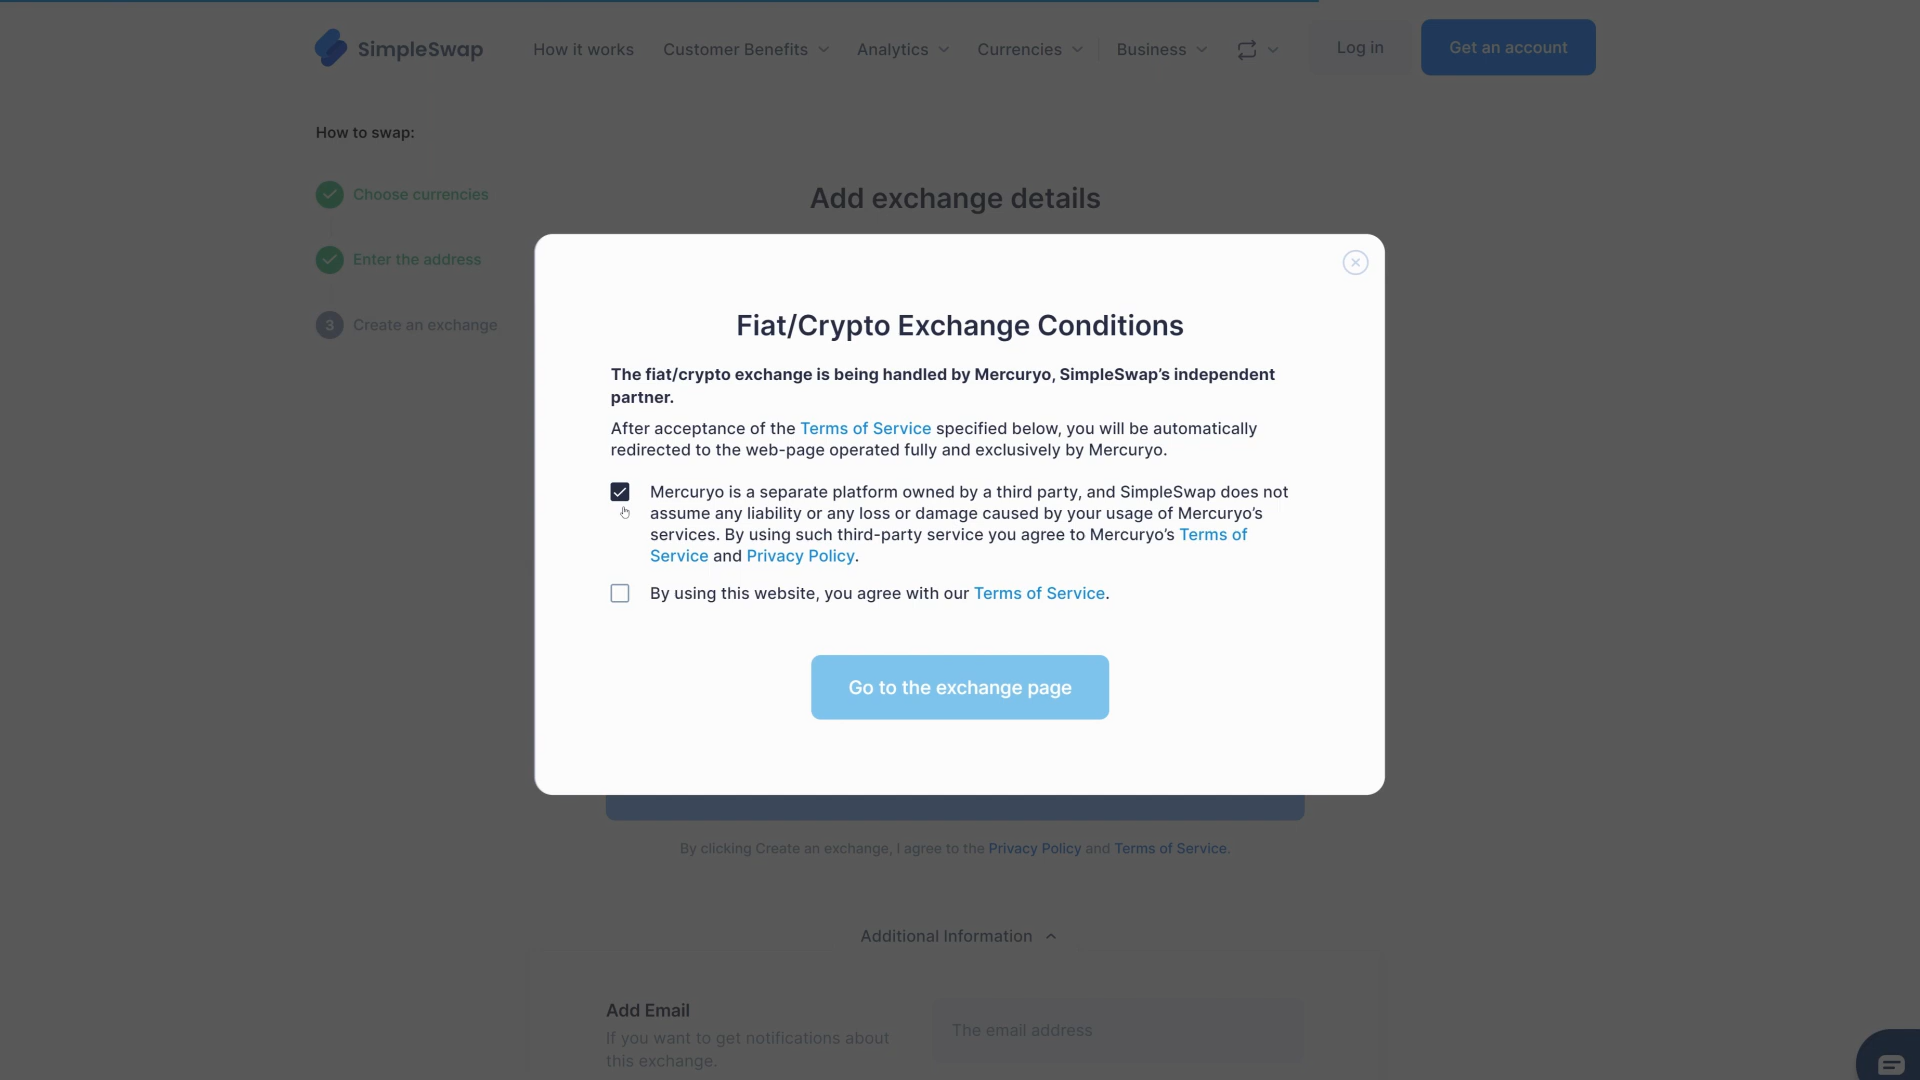 SimpleSwap
How it works
Customer Benefits
Analytics
Currencies
Business
Log in
Get an account
How to swap:
Choose currencies
Enter the address
3 Create an exchange
Add exchange details
Fiat/Crypto Exchange Conditions
The fiat/crypto exchange is being handled by Mercuryo, SimpleSwap’s independent
partner.
After acceptance of the Terms of Service specified below, you will be automatically
redirected to the web-page operated fully and exclusively by Mercuryo.
Mercuryo is a separate platform owned by a third party, and SimpleSwap does not
assume any liability or any loss or damage caused by your usage of Mercuryo’s
services. By using such third-party service you agree to Mercuryo’s Terms of
Service and Privacy Policy.
By using this website, you agree with our Terms of Service.
Go to the exchange page
By clicking Create an exchange, I agree to the Privacy Policy and Terms of Service.
Additional Information
Add Email
If you want to get notifications about
this exchange.
The email address